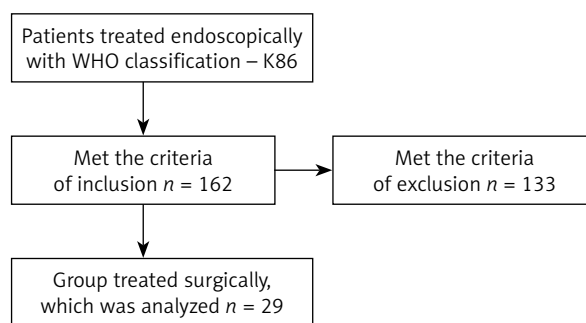 Patients treated endoscopically
with WHO classification – K86
Met the criteria
of inclusion n = 162
Met the criteria
of exclusion n = 133
Group treated surgically,
which was analyzed n = 29